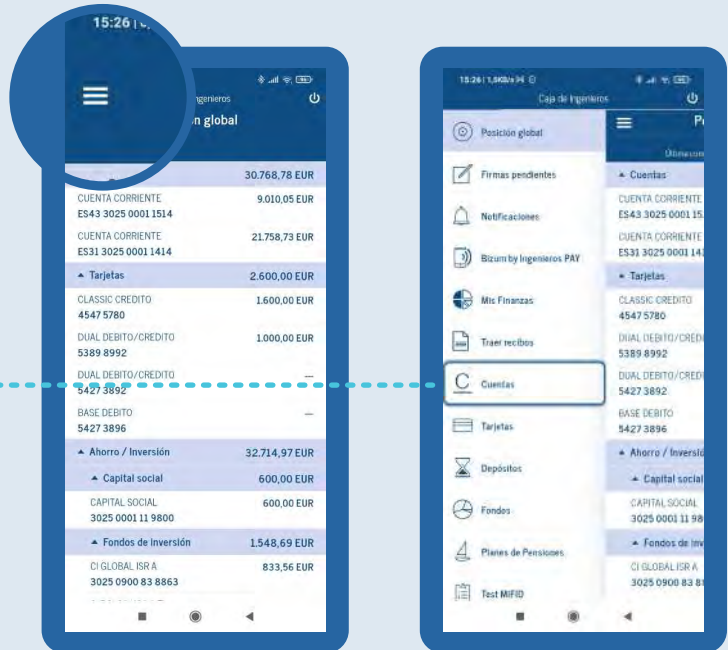 15:26 |
ngenieros
n global
30.768,78 EUR
CUENTA CORRIENTE 9.010,05 EUR
ES43 3025 0001 1514
CUENTA CORRIENTE 21.758,73 EUR
ES31 3025 0001 1414
Tarjetas 2.600,00 EUR
CLASSIC CREDITO 1.600,00 EUR
4547 5780
DUAL DEBITO/CREDITO 1.000,00 EUR
5389 8992
DUAL DEBITO/CREDITO —
5427 3892
BASE DEBITO —
5427 3896
Ahorro / Inversión 32.714,97 EUR
Capital social 600,00 EUR
CAPITAL SOCIAL 600,00 EUR
3025 0001 11 9800
Fondos de inversión 1.548,69 EUR
CI GLOBAL ISR A 833,56 EUR
3025 0900 83 8863
15:26 | 1,5KB/s
Caja de Ingenieros
Posición global
Firmas pendientes
Notificaciones
Bizum by Ingenieros PAY
Mis Finanzas
Traer recibos
Cuentas
Tarjetas
Depósitos
Fondos
Planes de Pensiones
Test MiFID
P
Cuentas
CUENTA CORRIENTE
ES43 3025 0001 15
CUENTA CORRIENTE
ES31 3025 0001 141
Tarjetas
CLASSIC CREDITO
4547 5780
DUAL DEBITO/CREDI
5389 8992
DUAL DEBITO/CREDI
5427 3892
BASE DEBITO
5427 3896
Ahorro / Inversió
Capital social
CAPITAL SOCIAL
3025 0001 11 98
Fondos de inv
CI GLOBAL ISR A
3025 0900 83 8